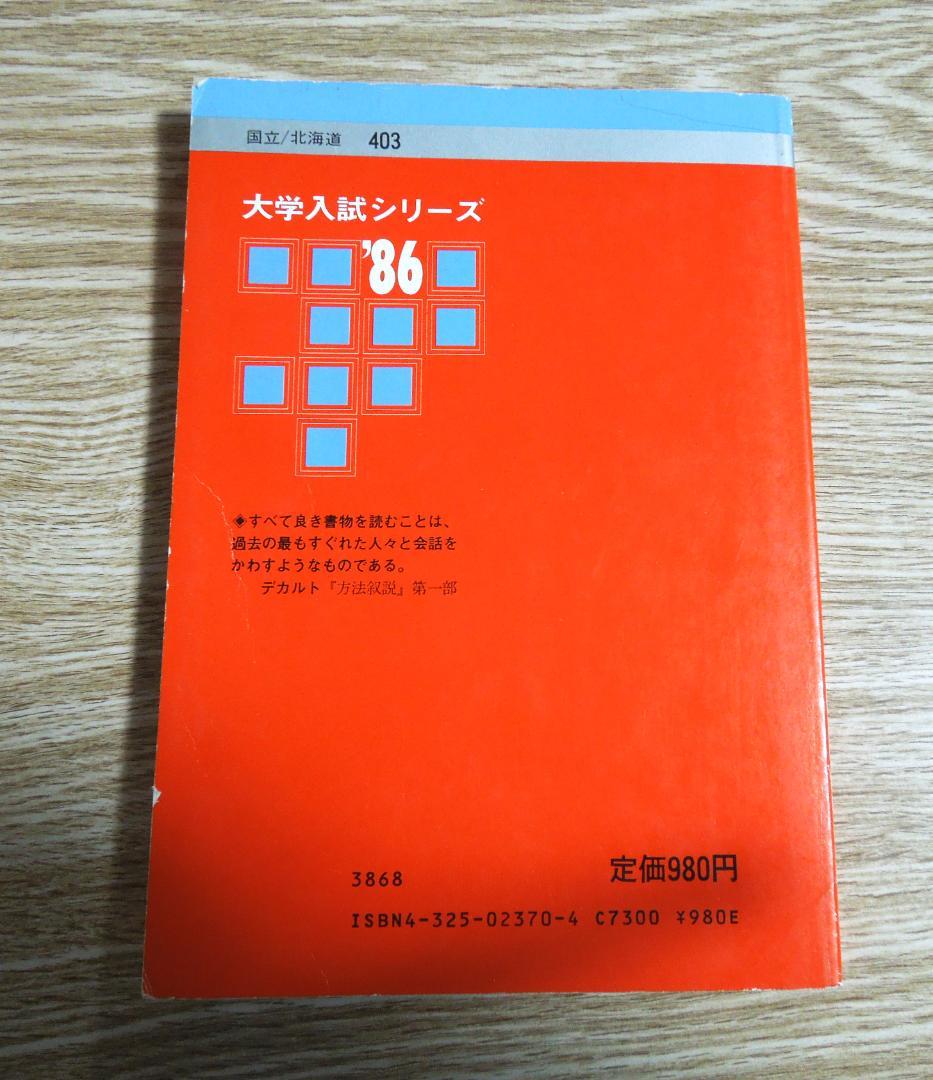 国立/北海道 403
大学入試シリーズ
'86
◈すべて良き書物を読むことは、
過去の最もすぐれた人々と会話を
かわすようなものである。
デカルト『方法叙説』第一部
定価980円
3868
ISBN4-325-02370-4 C7300 ¥980E